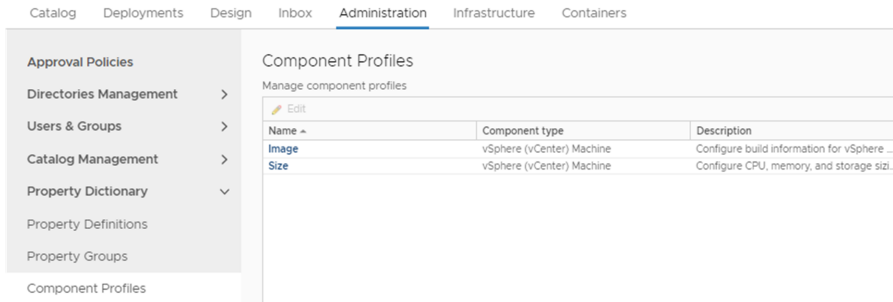 Catalog Deployments Design Inbox Administration Infrastructure Containers
Approval Policies
Directories Management
Users & Groups
Catalog Management
Property Dictionary
Property Definitions
Property Groups
Component Profiles
Component Profiles
Manage component profiles
Edit
Name Component type Description
Image vSphere (vCenter) Machine Configure build information for vSphere ...
Size vSphere (vCenter) Machine Configure CPU, memory, and storage sizi...